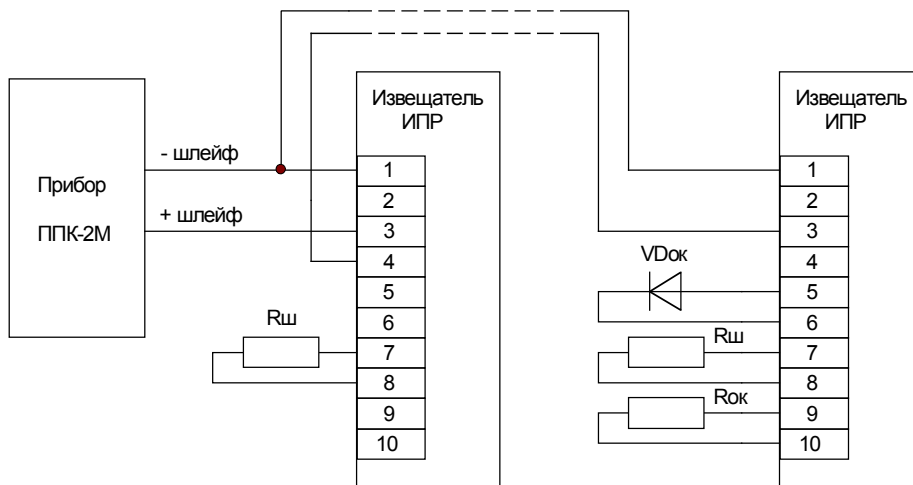 Прибор
ППК-2М
- шлейф
+ шлейф
Извещатель
ИПР
1
2
3
4
5
6
7
8
9
10
Rш
Извещатель
ИПР
1
2
3
4
5
6
7
8
9
10
VDок
Rш
Rок